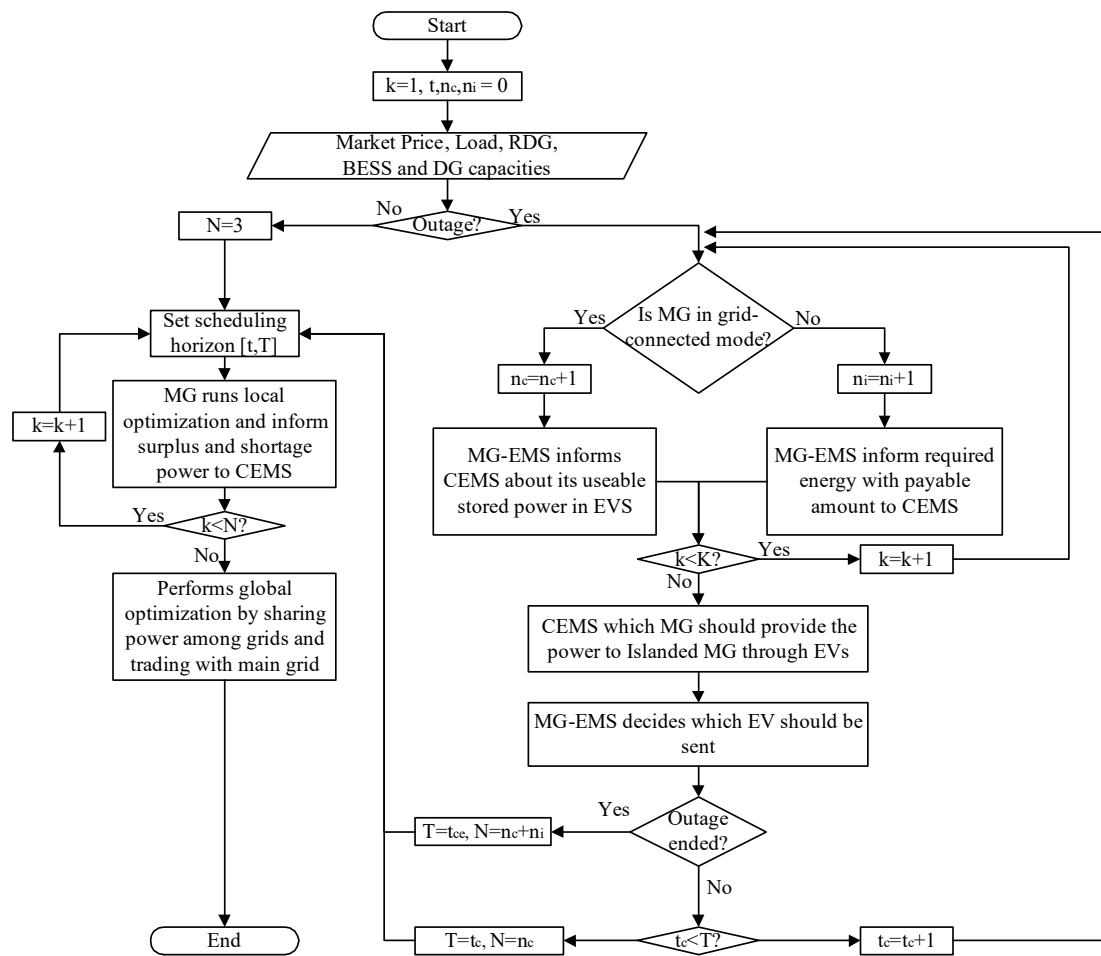 Start
k=1, t,nc,ni = 0
Market Price, Load, RDG,
BESS and DG capacities
No
Outage?
Yes
N=3
Set scheduling
horizon [t,T]
MG runs local
optimization and inform
surplus and shortage
power to CEMS
k=k+1
Yes
k<N?
No
Performs global
optimization by sharing
power among grids and
trading with main grid
End
Is MG in grid-
connected mode?
Yes
No
nc=nc+1
ni=ni+1
MG-EMS informs
CEMS about its useable
stored power in EVS
MG-EMS inform required
energy with payable
amount to CEMS
k<K?
Yes
k=k+1
No
CEMS which MG should provide the
power to Islanded MG through EVs
MG-EMS decides which EV should be
sent
Outage
ended?
Yes
T=tce, N=nc+ni
No
tc<T?
T=tc, N=nc
tc=tc+1